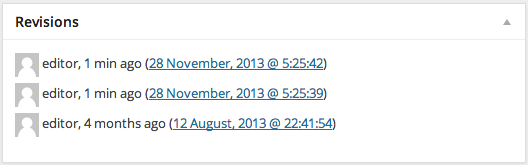 Revisions
editor, 1 min ago (28 November, 2013 @ 5:25:42)
editor, 1 min ago (28 November, 2013 @ 5:25:39)
editor, 4 months ago (12 August, 2013 @ 22:41:54)